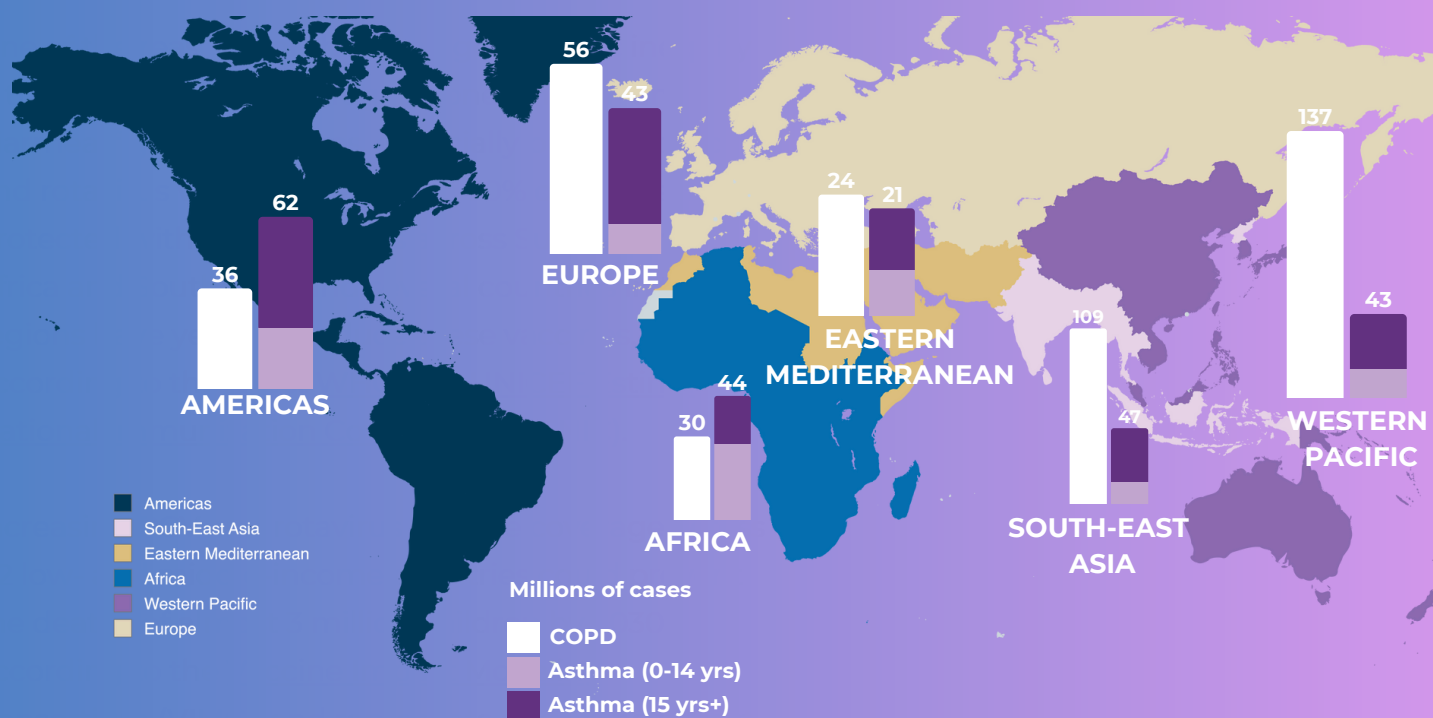 56
43
EUROPE
137
43
WESTERN
PACIFIC
24
21
EASTERN
MEDITERRANEAN
62
36
AMERICAS
109
47
SOUTH-EAST
ASIA
44
30
AFRICA
Americas
South-East Asia
Eastern Mediterranean
Africa
Western Pacific
Europe
Millions of cases
COPD
Asthma (0-14 yrs)
Asthma (15 yrs+)